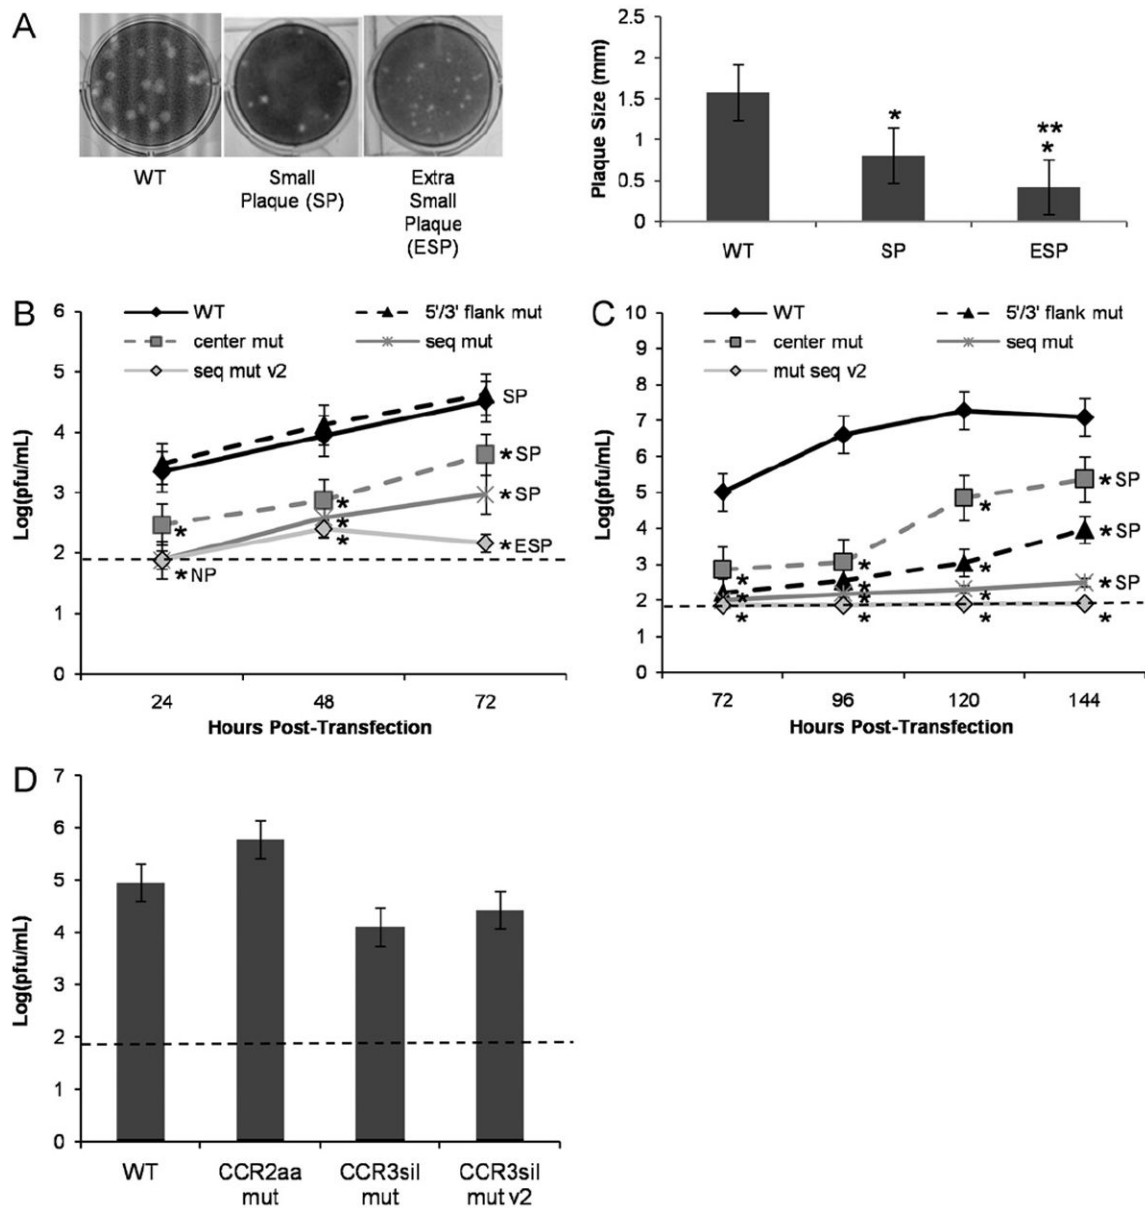 A
WT
Small
Plaque (SP)
Extra
Small
Plaque
(ESP)
Plaque Size (mm)
2.5
2
1.5
1
0.5
0
*
**
*
WT
SP
ESP
B
WT
5'/3' flank mut
center mut
seq mut
seq mut v2
Log(pfu/mL)
6
5
4
3
2
1
0
SP
* SP
* SP
* ESP
*
*
*
*
* NP
24
48
72
Hours Post-Transfection
C
WT
5'/3' flank mut
center mut
seq mut
mut seq v2
Log(pfu/mL)
10
9
8
7
6
5
4
3
2
1
0
* SP
* SP
* SP
*
*
*
*
*
*
*
*
*
*
*
*
*
72
96
120
144
Hours Post-Transfection
D
Log(pfu/mL)
7
6
5
4
3
2
1
0
WT
CCR2aa
mut
CCR3sil
mut
CCR3sil
mut v2